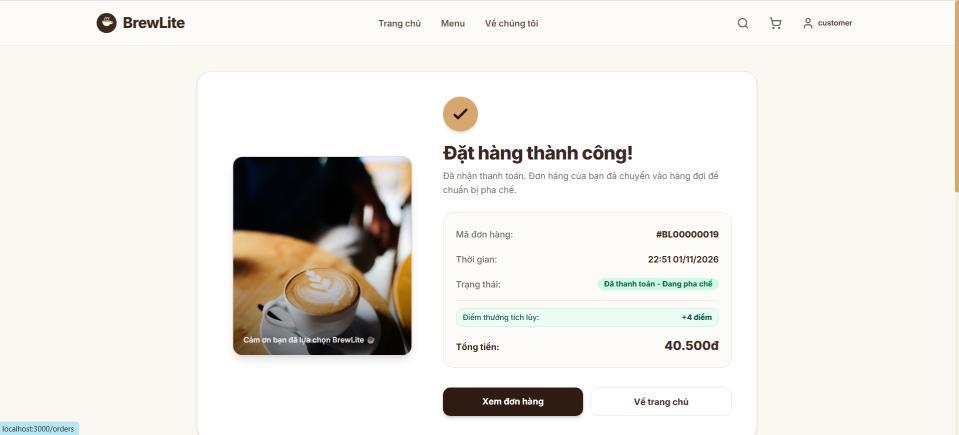 BrewLite
Trang chủ
Menu
Về chúng tôi
customer
Đặt hàng thành công!
Đã nhận thanh toán. Đơn hàng của bạn đã chuyển vào hàng đợi để
chuẩn bị pha chế.
Mã đơn hàng: #BL00000019
Thời gian: 22:51 01/11/2026
Trạng thái: Đã thanh toán - Đang pha chế
Điểm thưởng tích lũy: +4 điểm
Tổng tiền: 40.500đ
Cảm ơn bạn đã lựa chọn BrewLite ☕
Xem đơn hàng
Về trang chủ
localhost:3000/orders